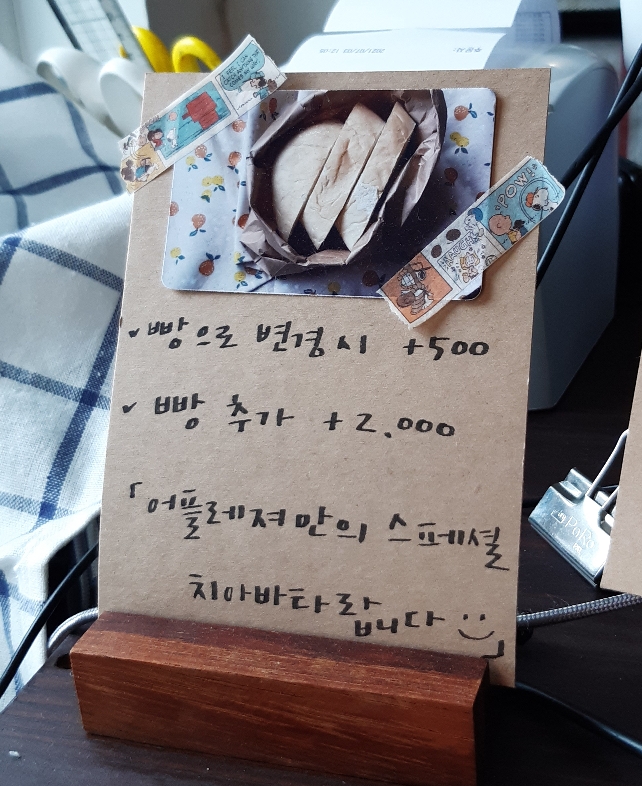 POW!
✓ 빵으로 변경시 +500
✓ 빵 추가 +2.000
「어플레져만의 스페셜
치아바타랍니다 :)」